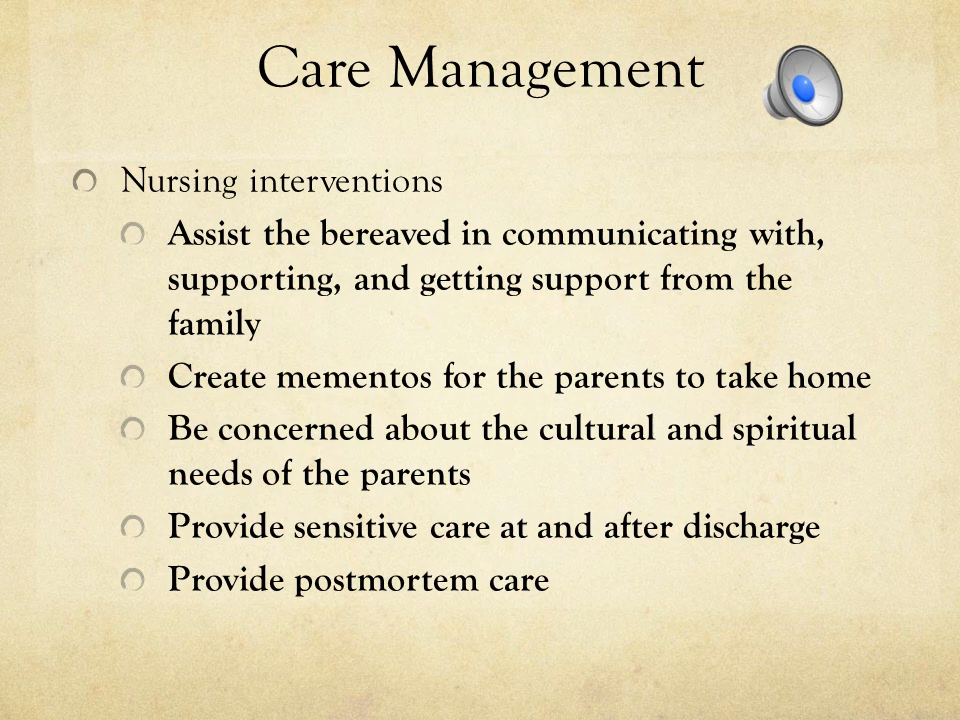 Care Management
Nursing interventions
Assist the bereaved in communicating with,
supporting, and getting support from the
family
Create mementos for the parents to take home
Be concerned about the cultural and spiritual
needs of the parents
Provide sensitive care at and after discharge
Provide postmortem care